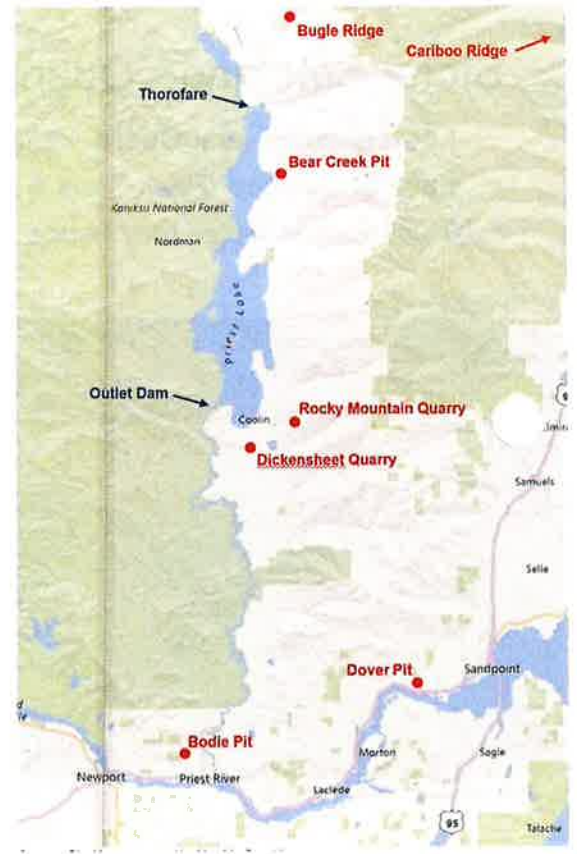 Bugle Ridge
Cariboo Ridge
Thorofare
Bear Creek Pit
Kaniksu National Forest
Nordman
Priest Lake
Outlet Dam
Rocky Mountain Quarry
Coolin
Dickensheet Quarry
Samuels
Selle
Dover Pit
Sandpoint
Bodie Pit
Morton
Sagle
Newport
Priest River
Laclede
95
Talache